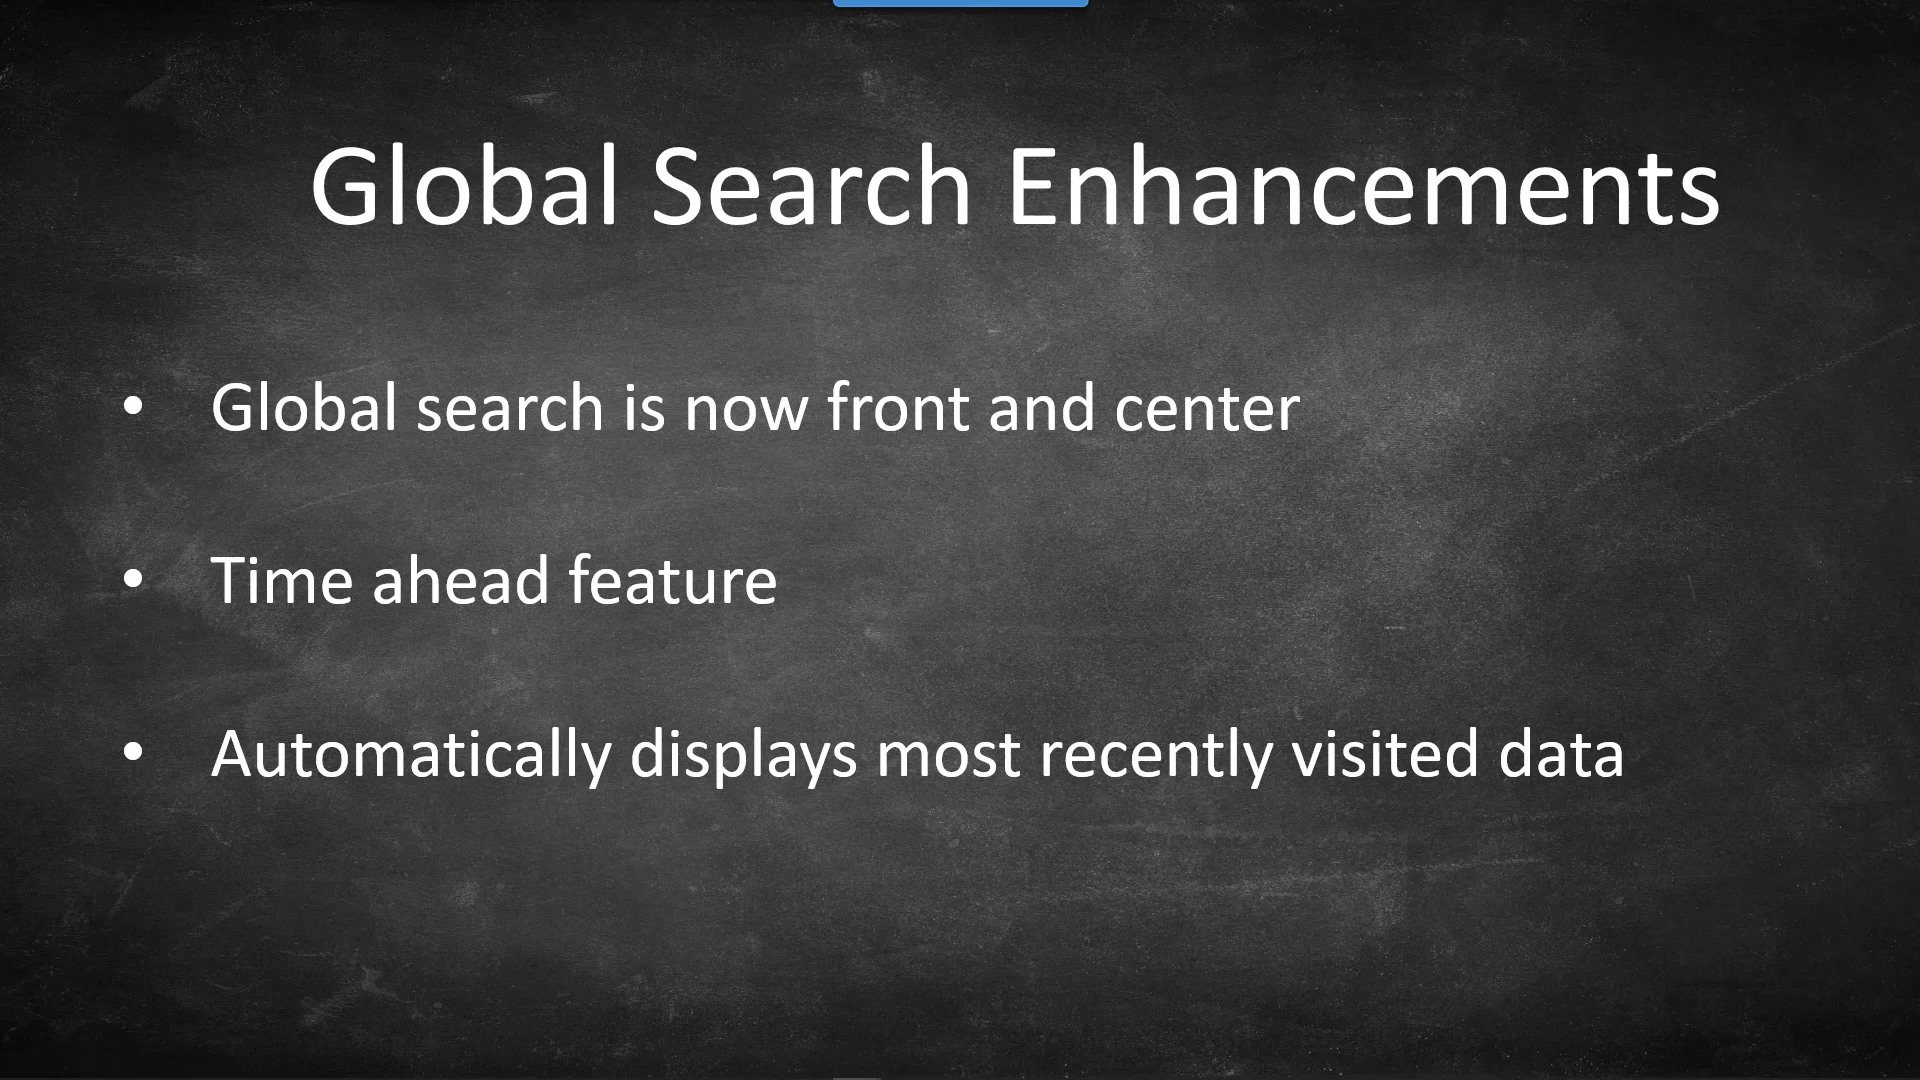 Global Search Enhancements
• Global search is now front and center
• Time ahead feature
• Automatically displays most recently visited data